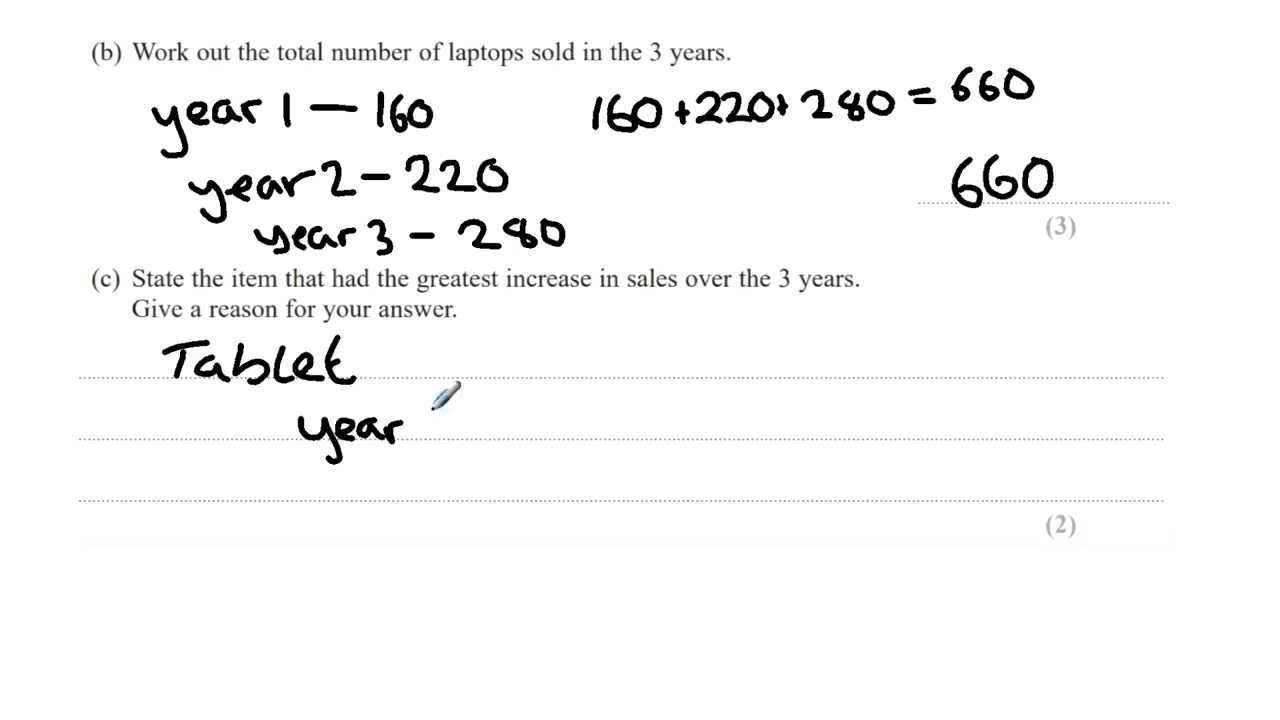 (b) Work out the total number of laptops sold in the 3 years.
year 1 — 160
160+220+280 = 660
year 2 – 220
660
(3)
year 3 – 280
(c) State the item that had the greatest increase in sales over the 3 years.
Give a reason for your answer.
Tablet
year
(2)